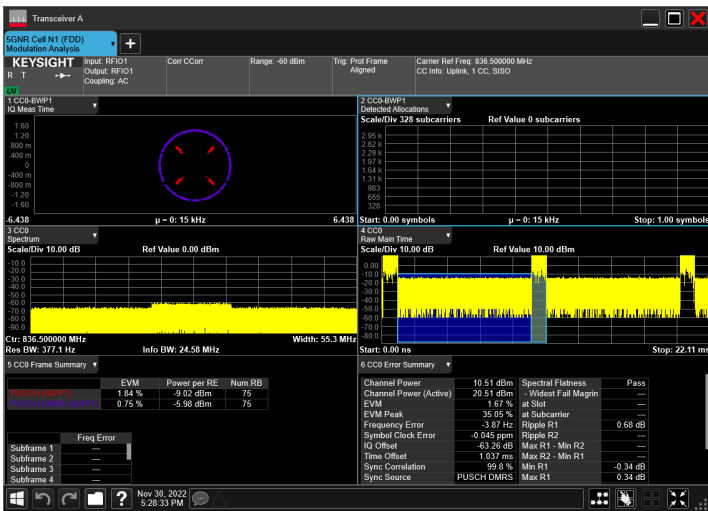 Transceiver A
5GNR Cell N1 (FDD)
Modulation Analysis
KEYSIGHT
R T
Input: RFIO1
Output: RFIO1
Coupling: AC
Corr CCorr
Range: -60 dBm
Trig: Prot Frame
Aligned
Carrier Ref Freq: 836.500000 MHz
CC Info: Uplink, 1 CC, SISO
1 CC0-BWP1
IQ Meas Time
1.60
1.20
800 m
400 m
0
-400 m
-800 m
-1.20
-1.60
-6.438
µ – 0: 15 kHz
6.438
2 CC0-BWP1
Detected Allocations
Scale/Div 328 subcarriers
Ref Value 0 subcarriers
2.95 k
2.62 k
2.29 k
1.97 k
1.64 k
1.31 k
983
655
328
Start: 0.00 symbols
µ – 0: 15 kHz
Stop: 1.00 symbols
3 CC0
Spectrum
Scale/Div 10.00 dB
Ref Value 0.00 dBm
-10.0
-20.0
-30.0
-40.0
-50.0
-60.0
-70.0
-80.0
-90.0
Ctr: 836.500000 MHz
Width: 55.3 MHz
Res BW: 377.1 Hz
Info BW: 24.58 MHz
4 CC0
Raw Main Time
Scale/Div 10.00 dB
Ref Value 10.00 dBm
0.00
-10.0
-20.0
-30.0
-40.0
-50.0
-60.0
-70.0
-80.0
Start: 0.00 ns
Stop: 22.11 ms
5 CC0 Frame Summary
EVM Power per RE Num.RB
1.84 % -9.02 dBm 75
0.75 % -5.98 dBm 75
Freq Error
Subframe 1 ---
Subframe 2 ---
Subframe 3 ---
Subframe 4 ---
6 CC0 Error Summary
Channel Power 10.51 dBm Spectral Flatness Pass
Channel Power (Active) 20.51 dBm - Widest Fail Magrin ---
EVM 1.67 % at Slot ---
EVM Peak 35.05 % at Subcarrier ---
Frequency Error -3.87 Hz Ripple R1 0.68 dB
Symbol Clock Error -0.045 ppm Ripple R2 ---
IQ Offset -63.26 dB Max R1 - Min R2 ---
Time Offset 1.037 ms Max R2 - Min R1 ---
Sync Correlation 99.8 % Min R1 -0.34 dB
Sync Source PUSCH DMRS Max R1 0.34 dB
Nov 30, 2022
5:28:33 PM